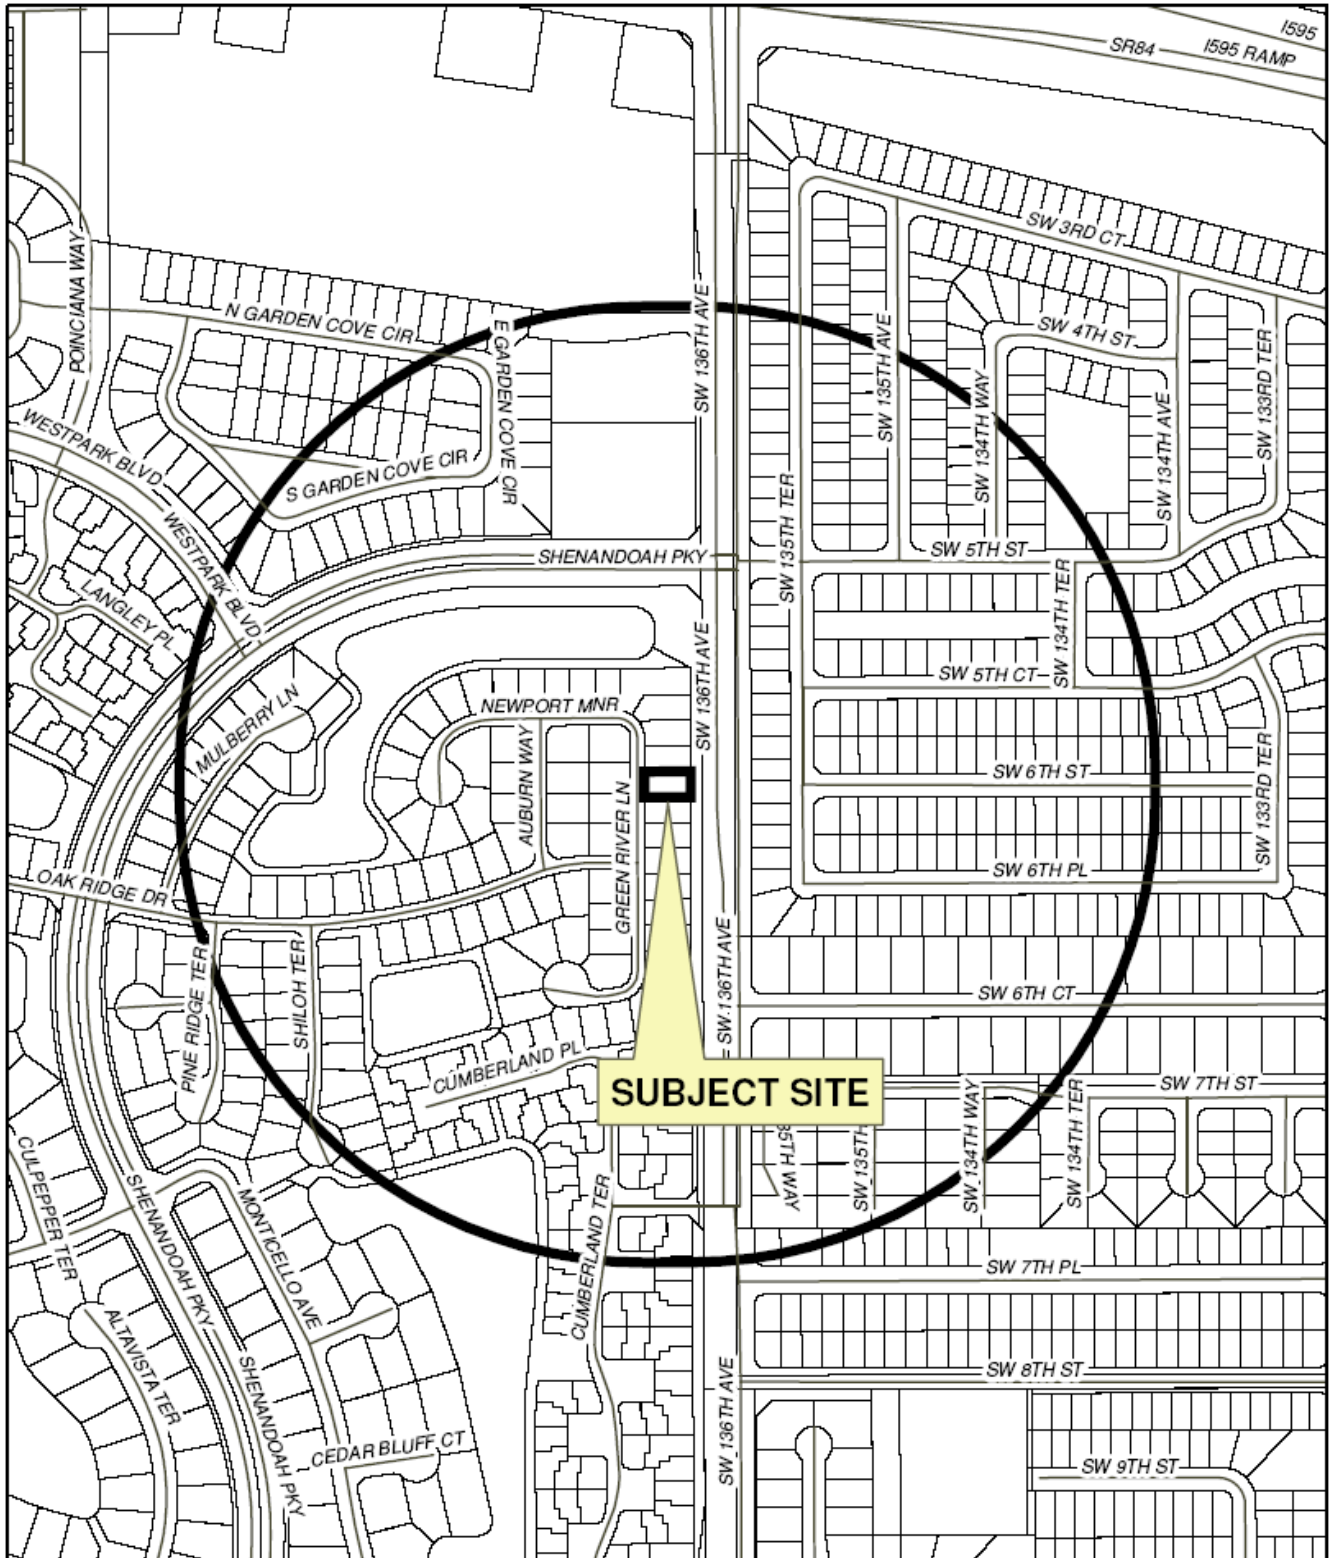 I595
SR84
I595 RAMP
SW 3RD CT
POINCIANA WAY
N GARDEN COVE CIR
E GARDEN COVE CIR
SW 136TH AVE
SW 135TH AVE
SW 4TH ST
SW 133RD TER
SW 134TH WAY
SW 134TH AVE
WESTPARK BLVD
S GARDEN COVE CIR
SW 135TH TER
WESTPARK BLVD
SHENANDOAH PKY
SW 5TH ST
LANGLEY PL
SW 134TH TER
SW 136TH AVE
SW 5TH CT
MULBERRY LN
NEWPORT MNR
AUBURN WAY
GREEN RIVER LN
SW 6TH ST
SW 133RD TER
SW 6TH PL
OAK RIDGE DR
PINE RIDGE TER
SHILOH TER
SW 136TH AVE
SW 6TH CT
CUMBERLAND PL
SUBJECT SITE
SW 7TH ST
35TH WAY
SW 135TH
SW 134TH WAY
SW 134TH TER
CULPEPPER TER
SHENANDOAH PKY
MONTICELLO AVE
CUMBERLAND TER
SW 7TH PL
ALTAVISTA TER
SHENANDOAH PKY
SW 136TH AVE
SW 8TH ST
CEDAR BLUFF CT
SW 9TH ST